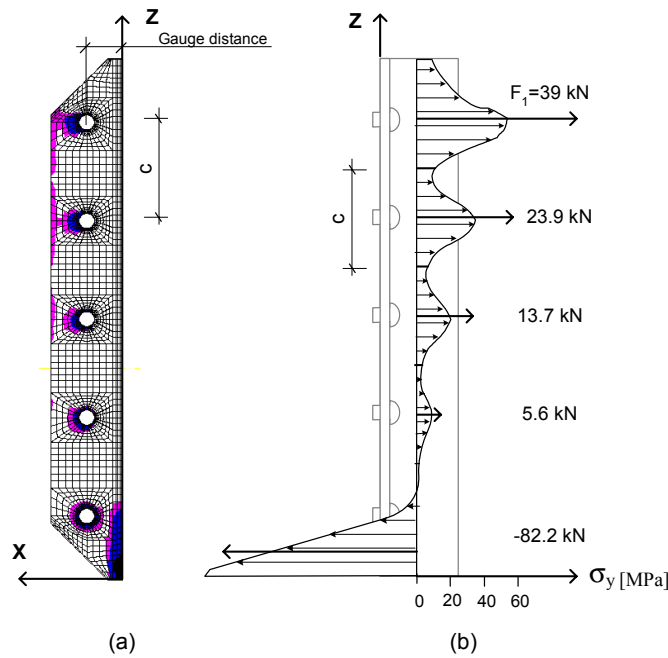 Z
Gauge distance
c
X
(a)
Z
F1=39 kN
23.9 kN
c
13.7 kN
5.6 kN
-82.2 kN
σy [MPa]
0 20 40 60
(b)